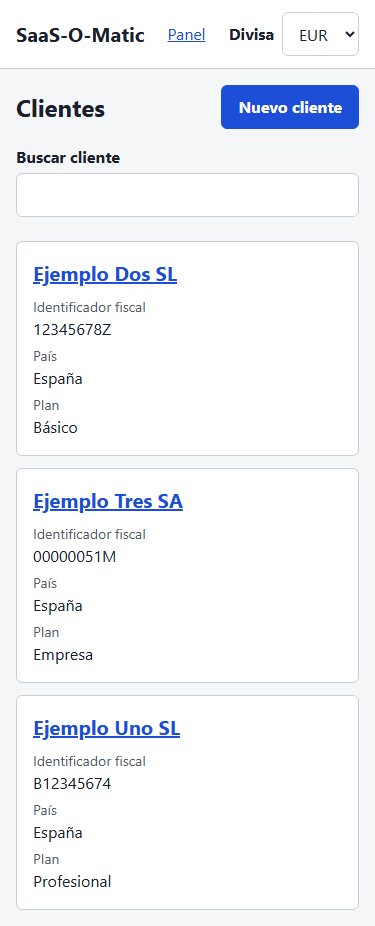 SaaS-O-Matic Panel Divisa EUR
Clientes Nuevo cliente
Buscar cliente
Ejemplo Dos SL
Identificador fiscal
12345678Z
País
España
Plan
Básico
Ejemplo Tres SA
Identificador fiscal
00000051M
País
España
Plan
Empresa
Ejemplo Uno SL
Identificador fiscal
B12345674
País
España
Plan
Profesional